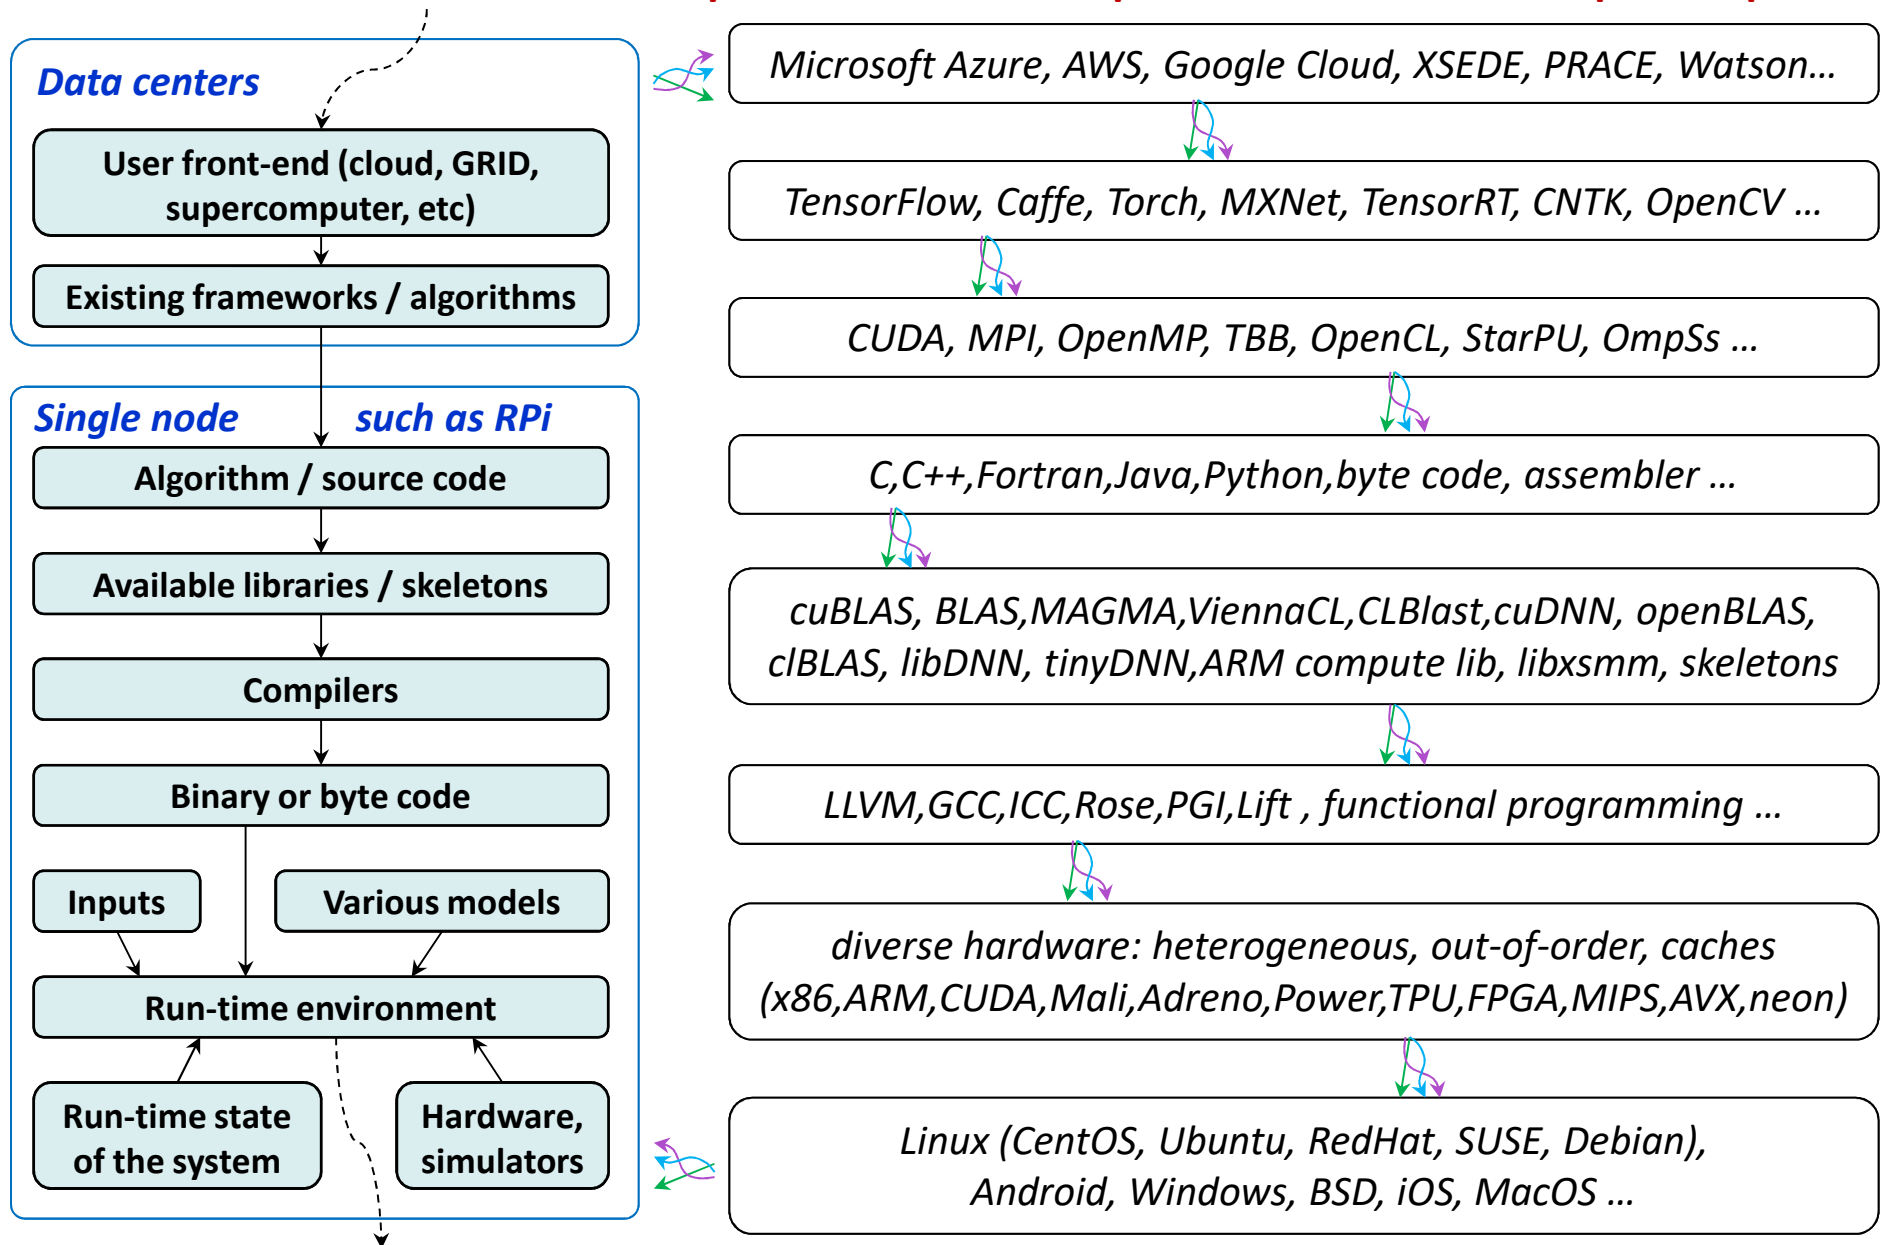 Data centers
User front-end (cloud, GRID,
supercomputer, etc)
Existing frameworks / algorithms
Single node such as RPi
Algorithm / source code
Available libraries / skeletons
Compilers
Binary or byte code
Inputs
Various models
Run-time environment
Run-time state
of the system
Hardware,
simulators
Microsoft Azure, AWS, Google Cloud, XSEDE, PRACE, Watson...
TensorFlow, Caffe, Torch, MXNet, TensorRT, CNTK, OpenCV ...
CUDA, MPI, OpenMP, TBB, OpenCL, StarPU, OmpSs ...
C,C++,Fortran,Java,Python,byte code, assembler ...
cuBLAS, BLAS,MAGMA,ViennaCL,CLBlast,cuDNN, openBLAS,
clBLAS, libDNN, tinyDNN,ARM compute lib, libxsmm, skeletons
LLVM,GCC,ICC,Rose,PGI,Lift , functional programming ...
diverse hardware: heterogeneous, out-of-order, caches
(x86,ARM,CUDA,Mali,Adreno,Power,TPU,FPGA,MIPS,AVX,neon)
Linux (CentOS, Ubuntu, RedHat, SUSE, Debian),
Android, Windows, BSD, iOS, MacOS ...